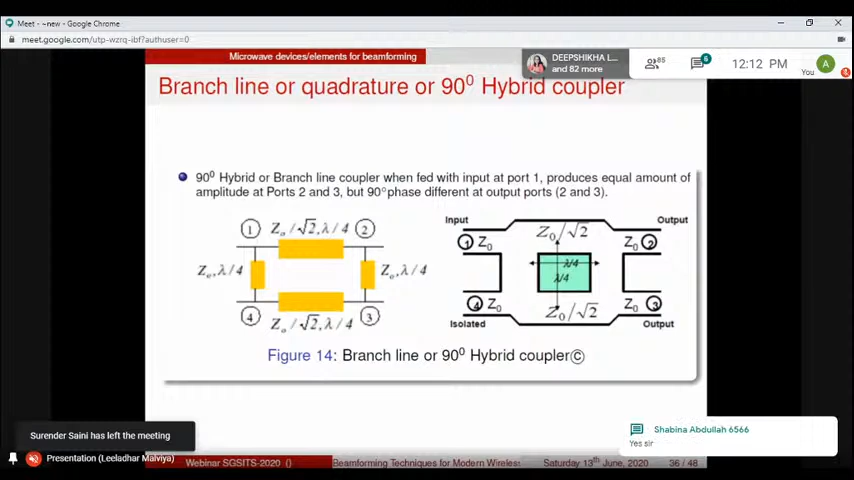 Meet - ~new - Google Chrome
meet.google.com/utp-wzrq-ibf?authuser=0
Microwave devices/elements for beamforming
DEEPSHIKHA L...
and 82 more
85
6
12:12 PM
You
A
Branch line or quadrature or 90⁰ Hybrid coupler
90⁰ Hybrid or Branch line coupler when fed with input at port 1, produces equal amount of
amplitude at Ports 2 and 3, but 90°phase different at output ports (2 and 3).
1 Z₀/√2, λ/4 2
Z₀, λ/4 Z₀, λ/4
4 Z₀/√2, λ/4 3
Input Output
Z₀/√2
1 Z₀ Z₀ 2
λ/4
λ/4
4 Z₀ Z₀ 3
Z₀/√2
Isolated Output
Figure 14: Branch line or 90⁰ Hybrid coupler©
Surender Saini has left the meeting
Shabina Abdullah 6566
Yes sir
Presentation (Leeladhar Malviya)
Webinar SGSITS-2020 ()
Beamforming Techniques for Modern Wireless
Saturday 13th June, 2020
36 / 48